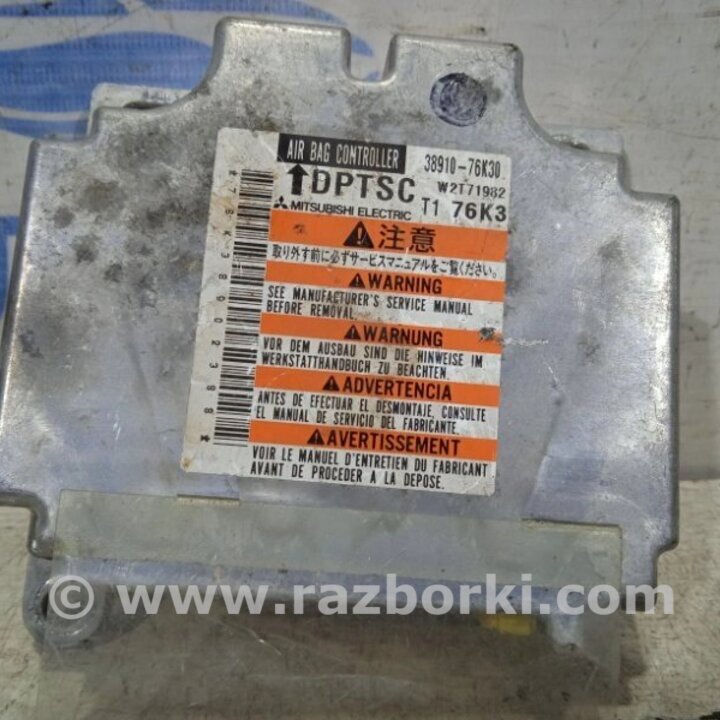 AIR BAG CONTROLLER
38910-76K30
↑DPTSC
W2T71982
MITSUBISHI ELECTRIC
T1 76K3
注意
取り外す前に必ずサービスマニュアルをご覧ください。
WARNING
SEE MANUFACTURER'S SERVICE MANUAL
BEFORE REMOVAL.
WARNUNG
VOR DEM AUSBAU SIND DIE HINWEISE IM
WERKSTATTHANDBUCH ZU BEACHTEN.
ADVERTENCIA
ANTES DE EFECTUAR EL DESMONTAJE, CONSULTE
EL MANUAL DE SERVICIO DEL FABRICANTE.
AVERTISSEMENT
VOIR LE MANUEL D'ENTRETIEN DU FABRICANT
AVANT DE PROCEDER A LA DEPOSE.
© www.razborki.com